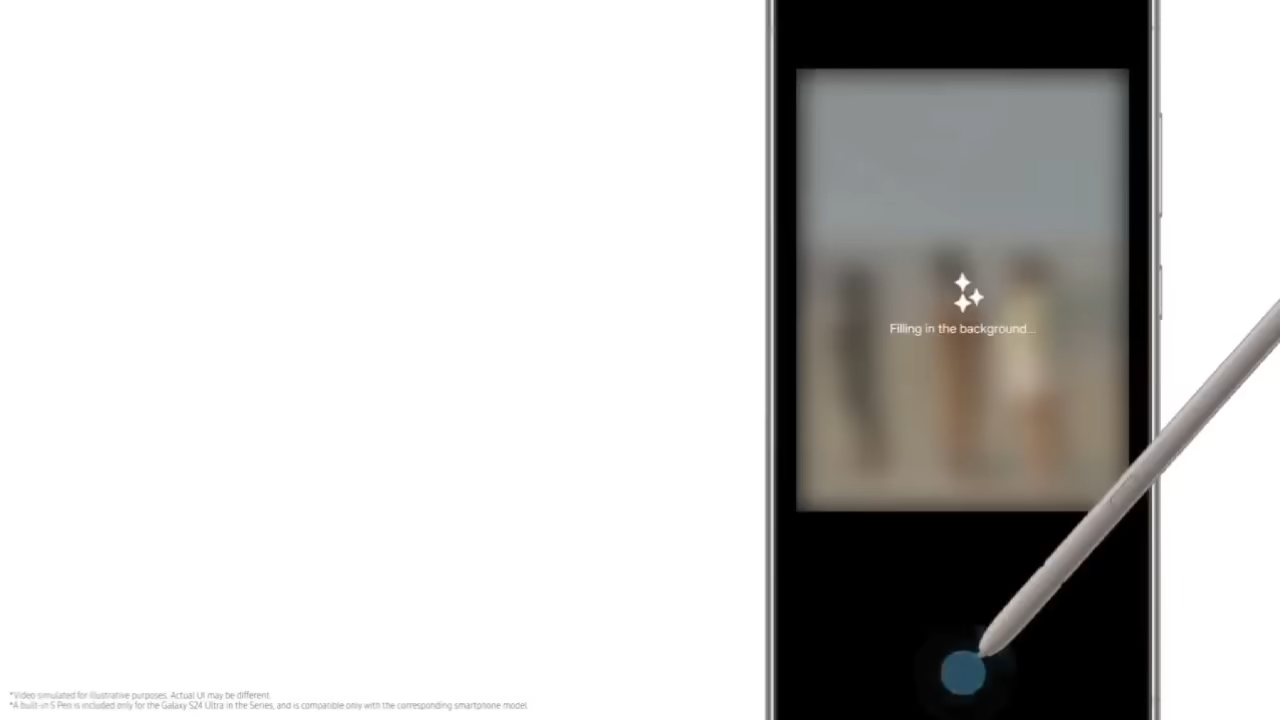 Filling in the background...
*Video simulated for illustrative purposes. Actual UI may be different.
*A built-in S Pen is included only for the Galaxy S24 Ultra in the Series, and is compatible only with the corresponding smartphone model.